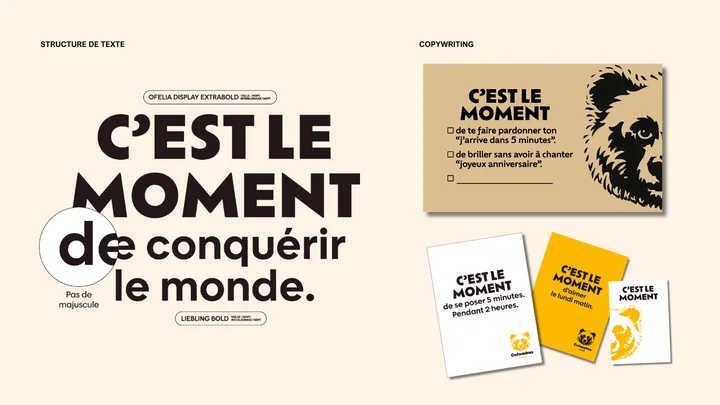 STRUCTURE DE TEXTE
OFELIA DISPLAY EXTRABOLD
C’EST LE
MOMENT
de conquérir
le monde.
Pas de
majuscule
LIEBLING BOLD
COPYWRITING
C’EST LE
MOMENT
de te faire pardonner ton
“j’arrive dans 5 minutes”.
de briller sans avoir à chanter
“joyeux anniversaire”.
C’EST LE
MOMENT
de se poser 5 minutes.
Pendant 2 heures.
Columbus
C’EST LE
MOMENT
d’aimer
le lundi matin.
Columbus
C’EST LE
MOMENT